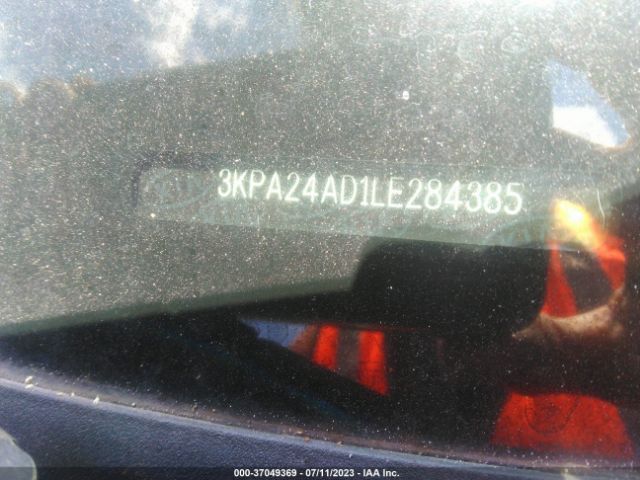 3KPA24AD1LE284385
000-37049369 - 07/11/2023 - IAA Inc.